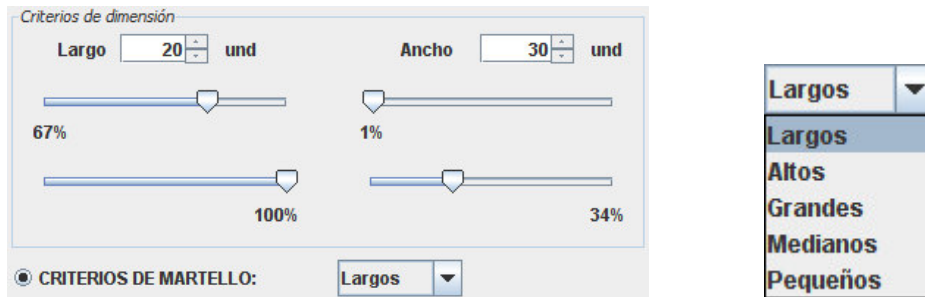 Criterios de dimensión
Largo 20 und Ancho 30 und
67% 1%
100% 34%
CRITERIOS DE MARTELLO: Largos
Largos
Largos
Altos
Grandes
Medianos
Pequeños